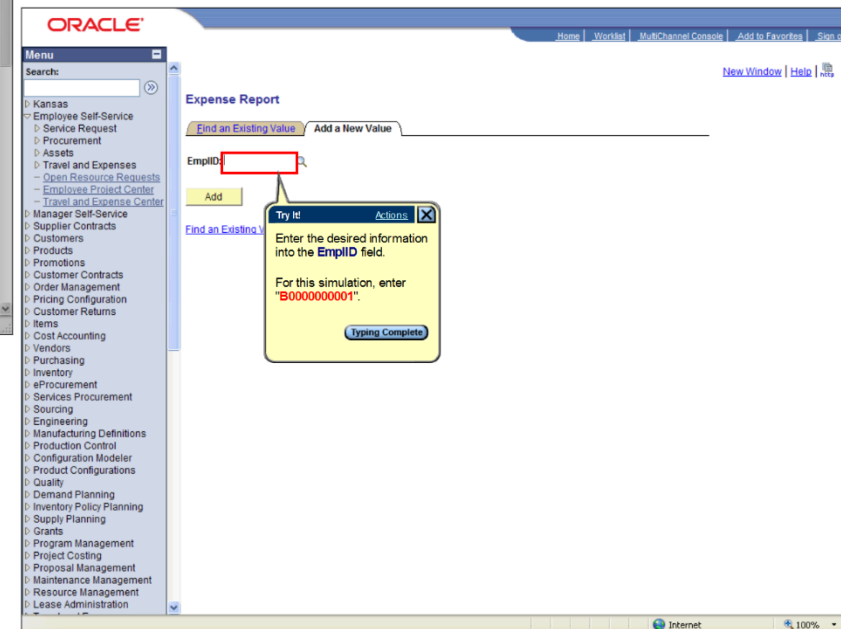 ORACLE'
Home Worklist MultiChannel Console Add to Favorites Sign o
Menu
Search:
New Window Help http
Kansas
Employee Self-Service
Service Request
Procurement
Assets
Travel and Expenses
– Open Resource Requests
– Employee Project Center
– Travel and Expense Center
Manager Self-Service
Supplier Contracts
Customers
Products
Promotions
Customer Contracts
Order Management
Pricing Configuration
Customer Returns
Items
Cost Accounting
Vendors
Purchasing
Inventory
eProcurement
Services Procurement
Sourcing
Engineering
Manufacturing Definitions
Production Control
Configuration Modeler
Product Configurations
Quality
Demand Planning
Inventory Policy Planning
Supply Planning
Grants
Program Management
Project Costing
Proposal Management
Maintenance Management
Resource Management
Lease Administration
Expense Report
Find an Existing Value Add a New Value
EmplID:
Add
Find an Existing V
Try It! Actions X
Enter the desired information
into the EmplID field.
For this simulation, enter
"B0000000001".
Typing Complete
Internet 100%